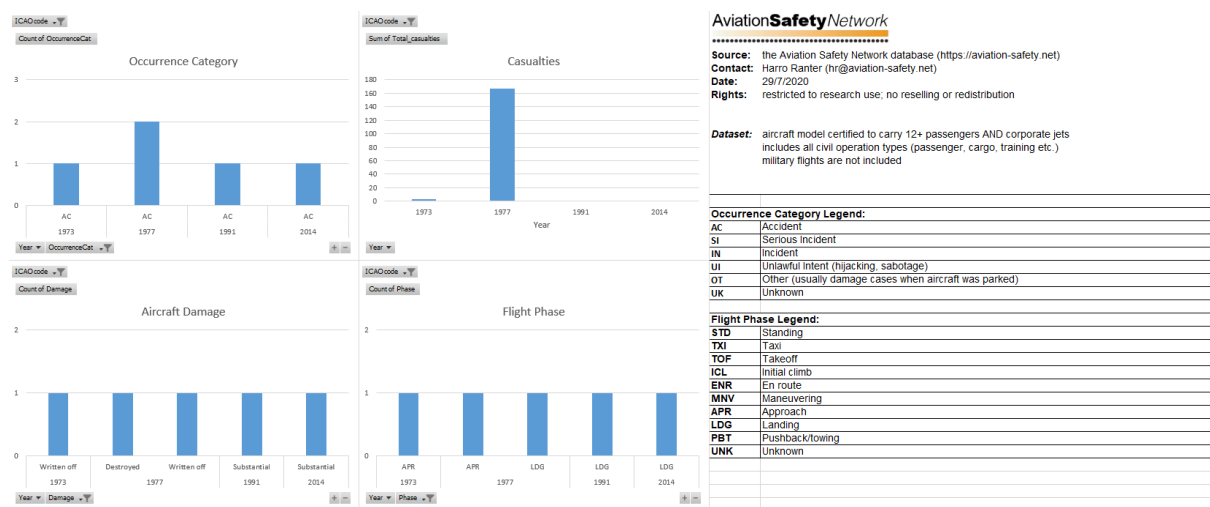 ICAOcode
Count of OccurrenceCat
Occurrence Category
3
2
1
0
AC AC AC AC
1973 1977 1991 2014
Year OccurrenceCat
+ −
ICAOcode
Sum of Total_casualties
Casualties
180
160
140
120
100
80
60
40
20
0
1973 1977 1991 2014
Year
Year
ICAOcode
Count of Damage
Aircraft Damage
2
1
0
Written off Destroyed Written off Substantial Substantial
1973 1977 1991 2014
Year Damage
+ −
ICAOcode
Count of Phase
Flight Phase
2
1
0
APR APR LDG LDG LDG
1973 1977 1991 2014
Year Phase
+ −
AviationSafetyNetwork
Source: the Aviation Safety Network database (https://aviation-safety.net)
Contact: Harro Ranter (hr@aviation-safety.net)
Date: 29/7/2020
Rights: restricted to research use; no reselling or redistribution
Dataset: aircraft model certified to carry 12+ passengers AND corporate jets
includes all civil operation types (passenger, cargo, training etc.)
military flights are not included
Occurrence Category Legend:
AC Accident
SI Serious Incident
IN Incident
UI Unlawful Intent (hijacking, sabotage)
OT Other (usually damage cases when aircraft was parked)
UK Unknown
Flight Phase Legend:
STD Standing
TXI Taxi
TOF Takeoff
ICL Initial climb
ENR En route
MNV Maneuvering
APR Approach
LDG Landing
PBT Pushback/towing
UNK Unknown